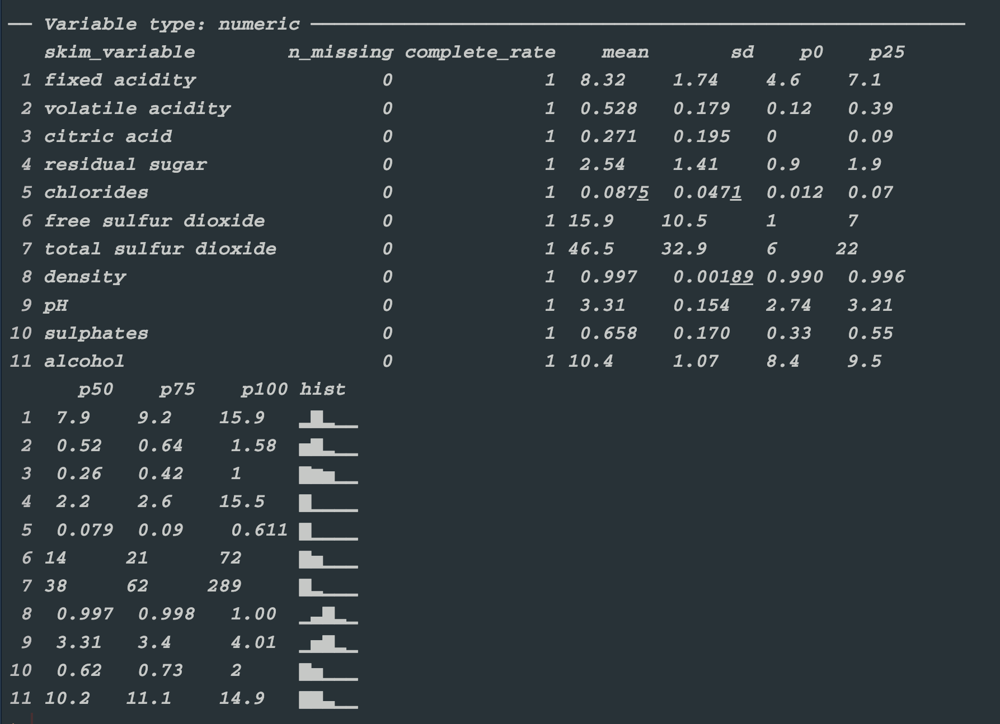 ── Variable type: numeric ──────────────────────────────
skim_variable n_missing complete_rate mean sd p0 p25
1 fixed acidity 0 1 8.32 1.74 4.6 7.1
2 volatile acidity 0 1 0.528 0.179 0.12 0.39
3 citric acid 0 1 0.271 0.195 0 0.09
4 residual sugar 0 1 2.54 1.41 0.9 1.9
5 chlorides 0 1 0.0875 0.0471 0.012 0.07
6 free sulfur dioxide 0 1 15.9 10.5 1 7
7 total sulfur dioxide 0 1 46.5 32.9 6 22
8 density 0 1 0.997 0.00189 0.990 0.996
9 pH 0 1 3.31 0.154 2.74 3.21
10 sulphates 0 1 0.658 0.170 0.33 0.55
11 alcohol 0 1 10.4 1.07 8.4 9.5
p50 p75 p100 hist
1 7.9 9.2 15.9 ▂▇▂▁▁
2 0.52 0.64 1.58 ▅▇▂▁▁
3 0.26 0.42 1 ▇▆▅▁▁
4 2.2 2.6 15.5 ▇▁▁▁▁
5 0.079 0.09 0.611 ▇▁▁▁▁
6 14 21 72 ▇▅▁▁▁
7 38 62 289 ▇▂▁▁▁
8 0.997 0.998 1.00 ▁▃▇▂▁
9 3.31 3.4 4.01 ▁▅▇▂▁
10 0.62 0.73 2 ▇▅▁▁▁
11 10.2 11.1 14.9 ▇▇▃▁▁